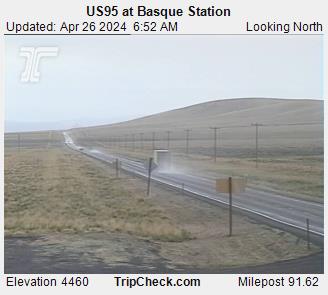 US95 at Basque Station
Updated: Apr 26 2024 6:52 AM Looking North
Elevation 4460 TripCheck.com Milepost 91.62